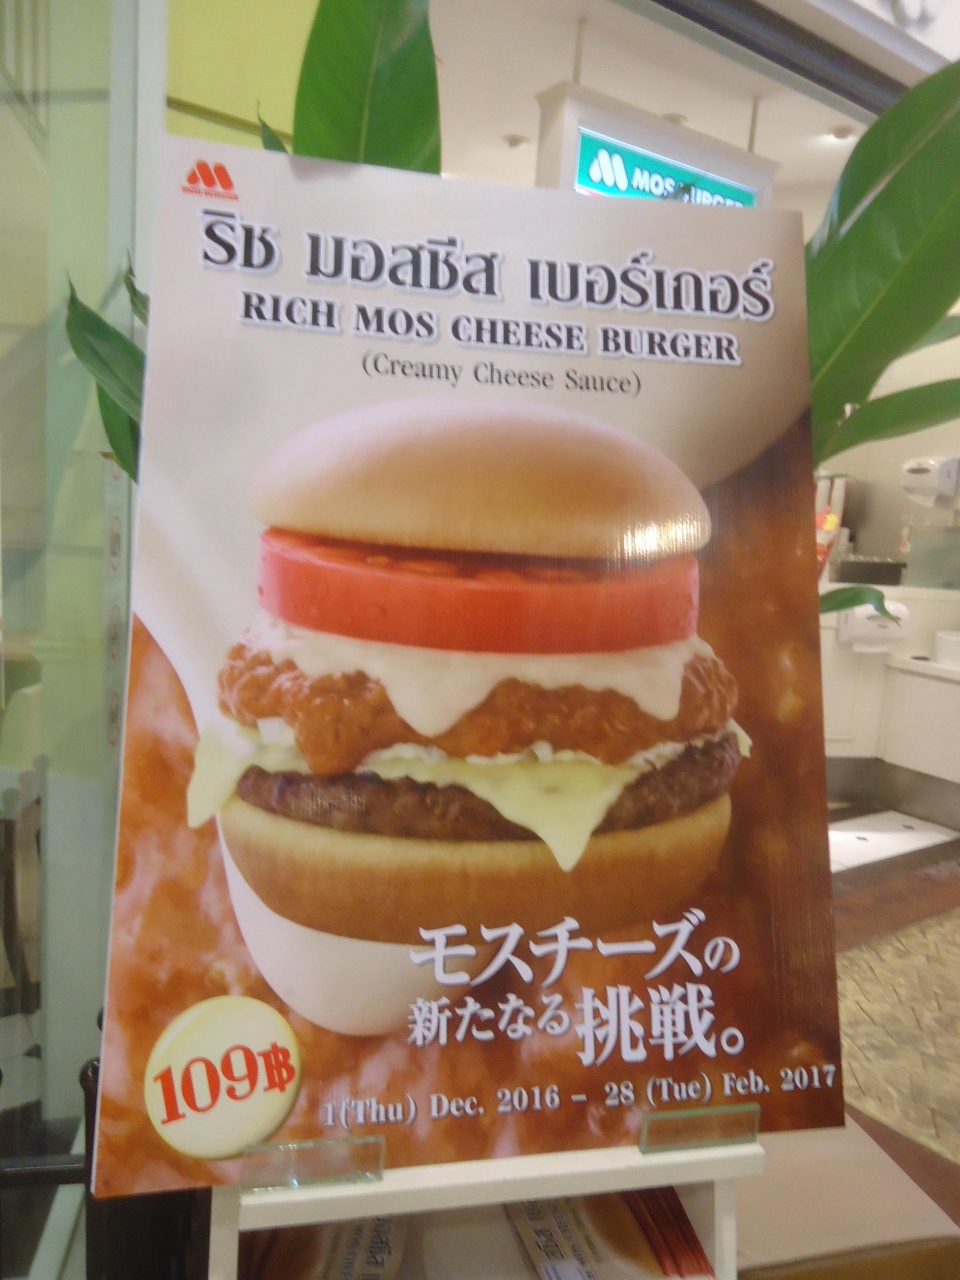 MOS BURGER
MOS BURGER
ริช มอสชีส เบอร์เกอร์
RICH MOS CHEESE BURGER
(Creamy Cheese Sauce)
モスチーズの
新たなる挑戦。
109฿
1(Thu) Dec. 2016 – 28 (Tue) Feb. 2017